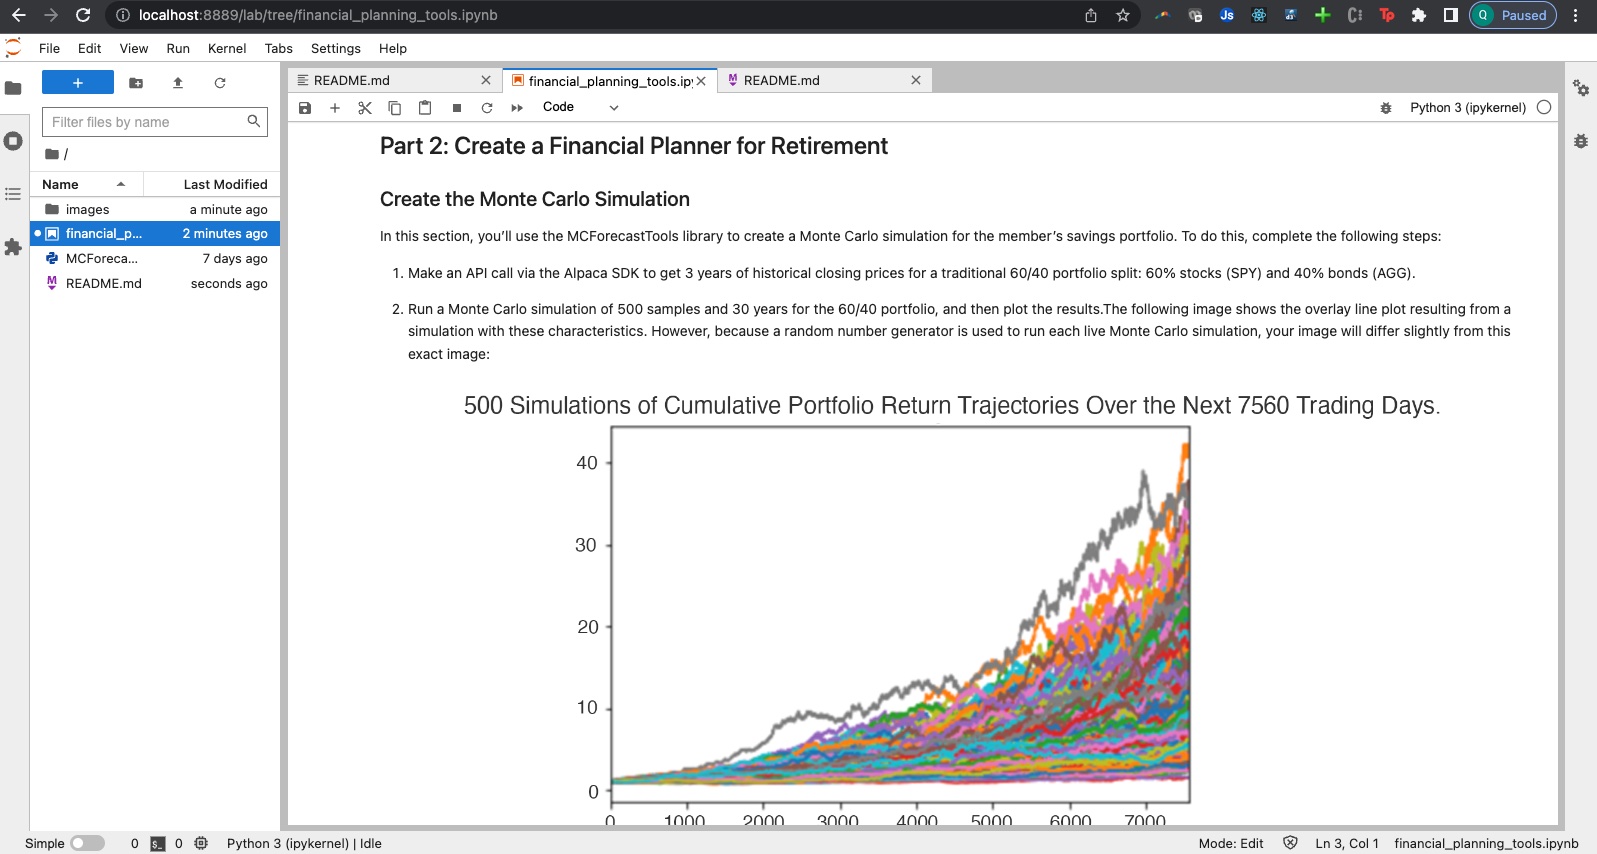 localhost:8889/lab/tree/financial_planning_tools.ipynb
Js
Tp
Q Paused
File Edit View Run Kernel Tabs Settings Help
README.md
financial_planning_tools.ip
README.md
Filter files by name
Code
Python 3 (ipykernel)
/
Name Last Modified
images a minute ago
financial_p... 2 minutes ago
MCForeca... 7 days ago
README.md seconds ago
Part 2: Create a Financial Planner for Retirement
Create the Monte Carlo Simulation
In this section, you’ll use the MCForecastTools library to create a Monte Carlo simulation for the member’s savings portfolio. To do this, complete the following steps:
1. Make an API call via the Alpaca SDK to get 3 years of historical closing prices for a traditional 60/40 portfolio split: 60% stocks (SPY) and 40% bonds (AGG).
2. Run a Monte Carlo simulation of 500 samples and 30 years for the 60/40 portfolio, and then plot the results.The following image shows the overlay line plot resulting from a
simulation with these characteristics. However, because a random number generator is used to run each live Monte Carlo simulation, your image will differ slightly from this
exact image:
500 Simulations of Cumulative Portfolio Return Trajectories Over the Next 7560 Trading Days.
40
30
20
10
0
0 1000 2000 3000 4000 5000 6000 7000
Simple 0 $_ 0 Python 3 (ipykernel) | Idle Mode: Edit Ln 3, Col 1 financial_planning_tools.ipynb